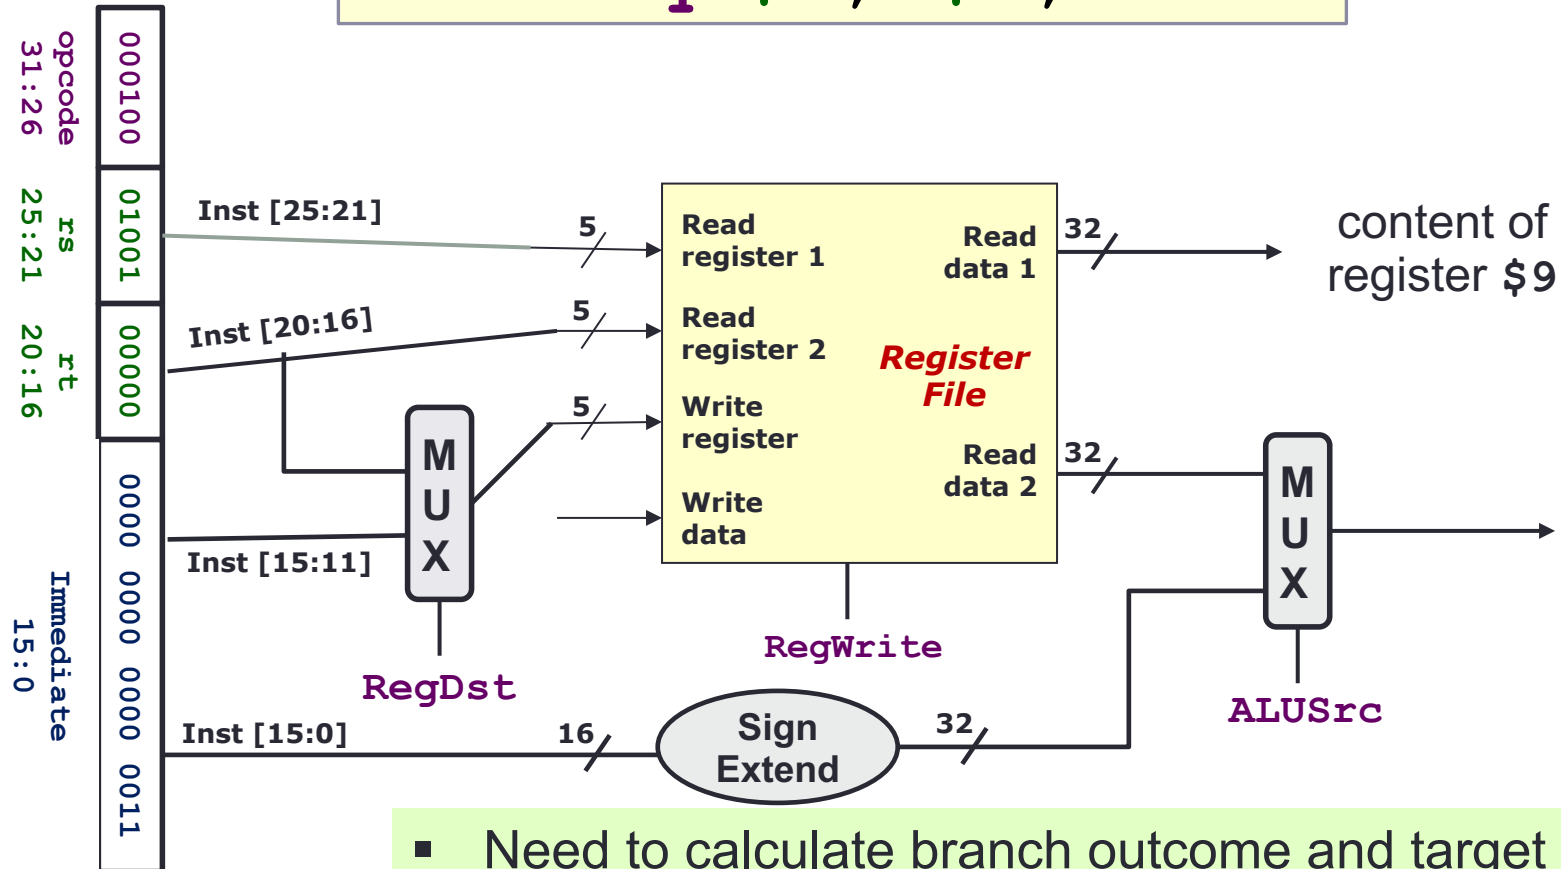 opcode
31:26
000100
rs
25:21
01001
rt
20:16
00000
Immediate
15:0
0000 0000 0000 0011
Inst [25:21]
5
Inst [20:16]
5
5
Inst [15:11]
M
U
X
RegDst
Read
register 1
Read
register 2
Write
register
Write
data
Read
data 1
Register
File
Read
data 2
32
32
content of
register $9
RegWrite
M
U
X
ALUSrc
Inst [15:0]
16
Sign
Extend
32
▪ Need to calculate branch outcome and target